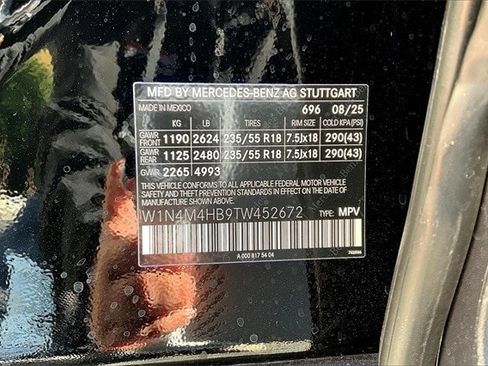 MFD BY MERCEDES-BENZ AG STUTTGART
MADE IN MEXICO 696 08/25
KG LB TIRE SIZE RIM SIZE COLD KPA (PSI)
GAWR FRONT 1190 2624 235/55 R18 7.5Jx18 290(43)
GAWR REAR 1125 2480 235/55 R18 7.5Jx18 290(43)
GVWR 2265 4993
THIS VEHICLE CONFORMS TO ALL APPLICABLE FEDERAL MOTOR VEHICLE
SAFETY AND THEFT PREVENTION STANDARDS IN EFFECT ON THE DATE OF
MANUFACTURE SHOWN ABOVE.
W1N4M4HB9TW452672 TYPE: MPV
A 000 817 54 04